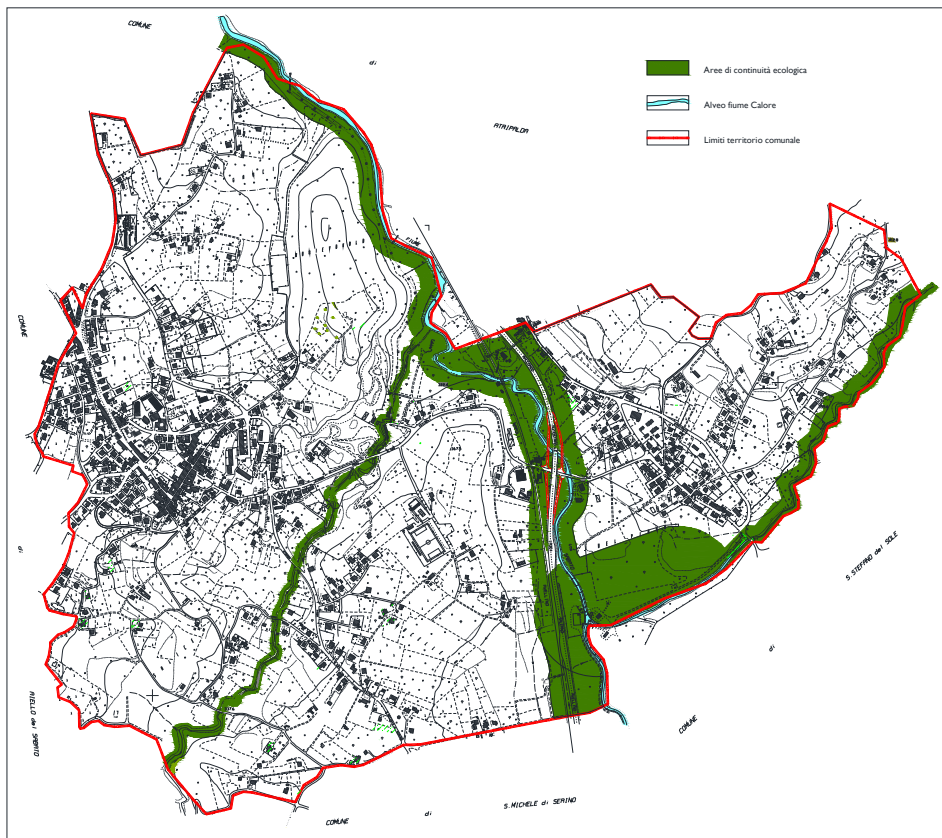 COMUNE
di
ATRIPALDA
Aree di continuità ecologica
Alveo fiume Calore
Limiti territorio comunale
COMUNE
di
AIELLO del SABATO
S. STEFANO del SOLE
di
COMUNE
S. MICHELE di SERINO
di
COMUNE